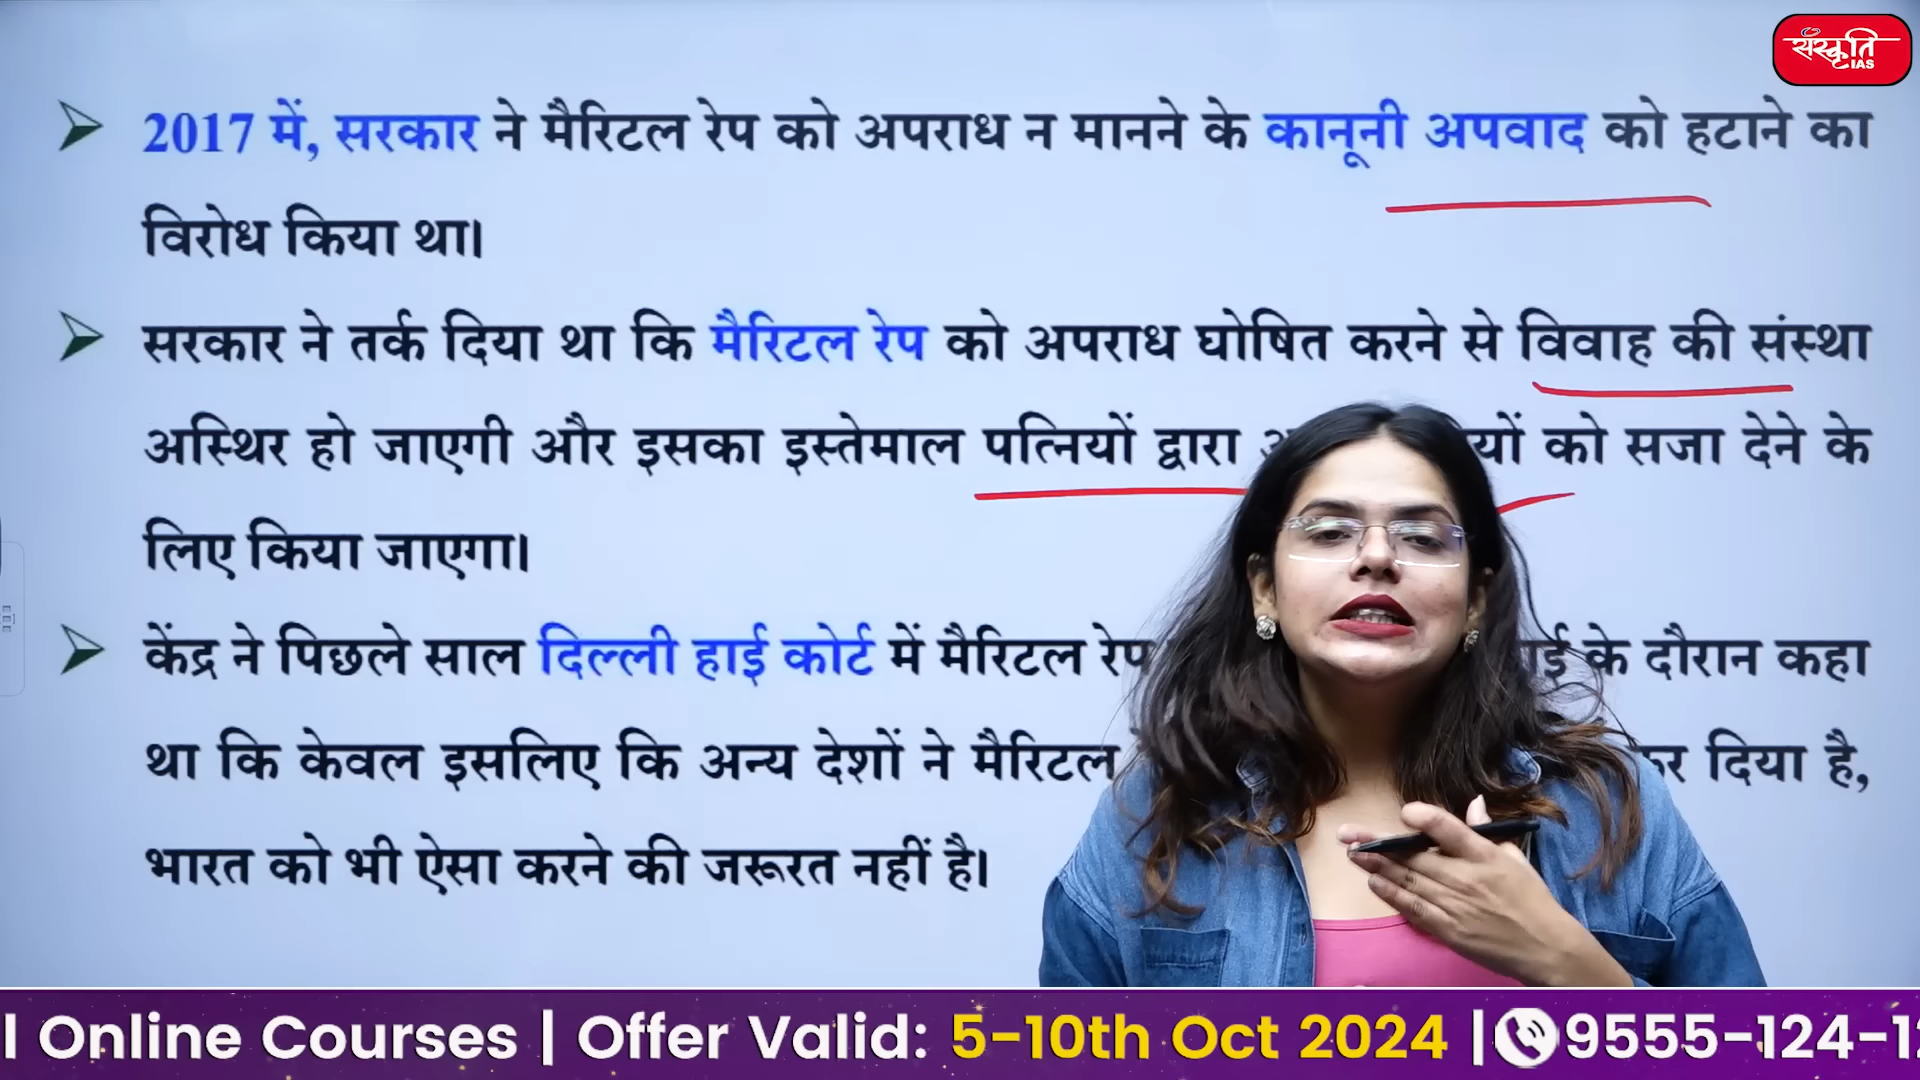 संस्कृति
IAS
2017 में, सरकार ने मैरिटल रेप को अपराध न मानने के कानूनी अपवाद को हटाने का
विरोध किया था।
सरकार ने तर्क दिया था कि मैरिटल रेप को अपराध घोषित करने से विवाह की संस्था
अस्थिर हो जाएगी और इसका इस्तेमाल पत्नियों द्वारा को सजा देने के
लिए किया जाएगा।
केंद्र ने पिछले साल दिल्ली हाई कोर्ट में मैरिटल रेप के दौरान कहा
था कि केवल इसलिए कि अन्य देशों ने मैरिटल दिया है,
भारत को भी ऐसा करने की जरूरत नहीं है।
Online Courses | Offer Valid: 5-10th Oct 2024 | 9555-124-1